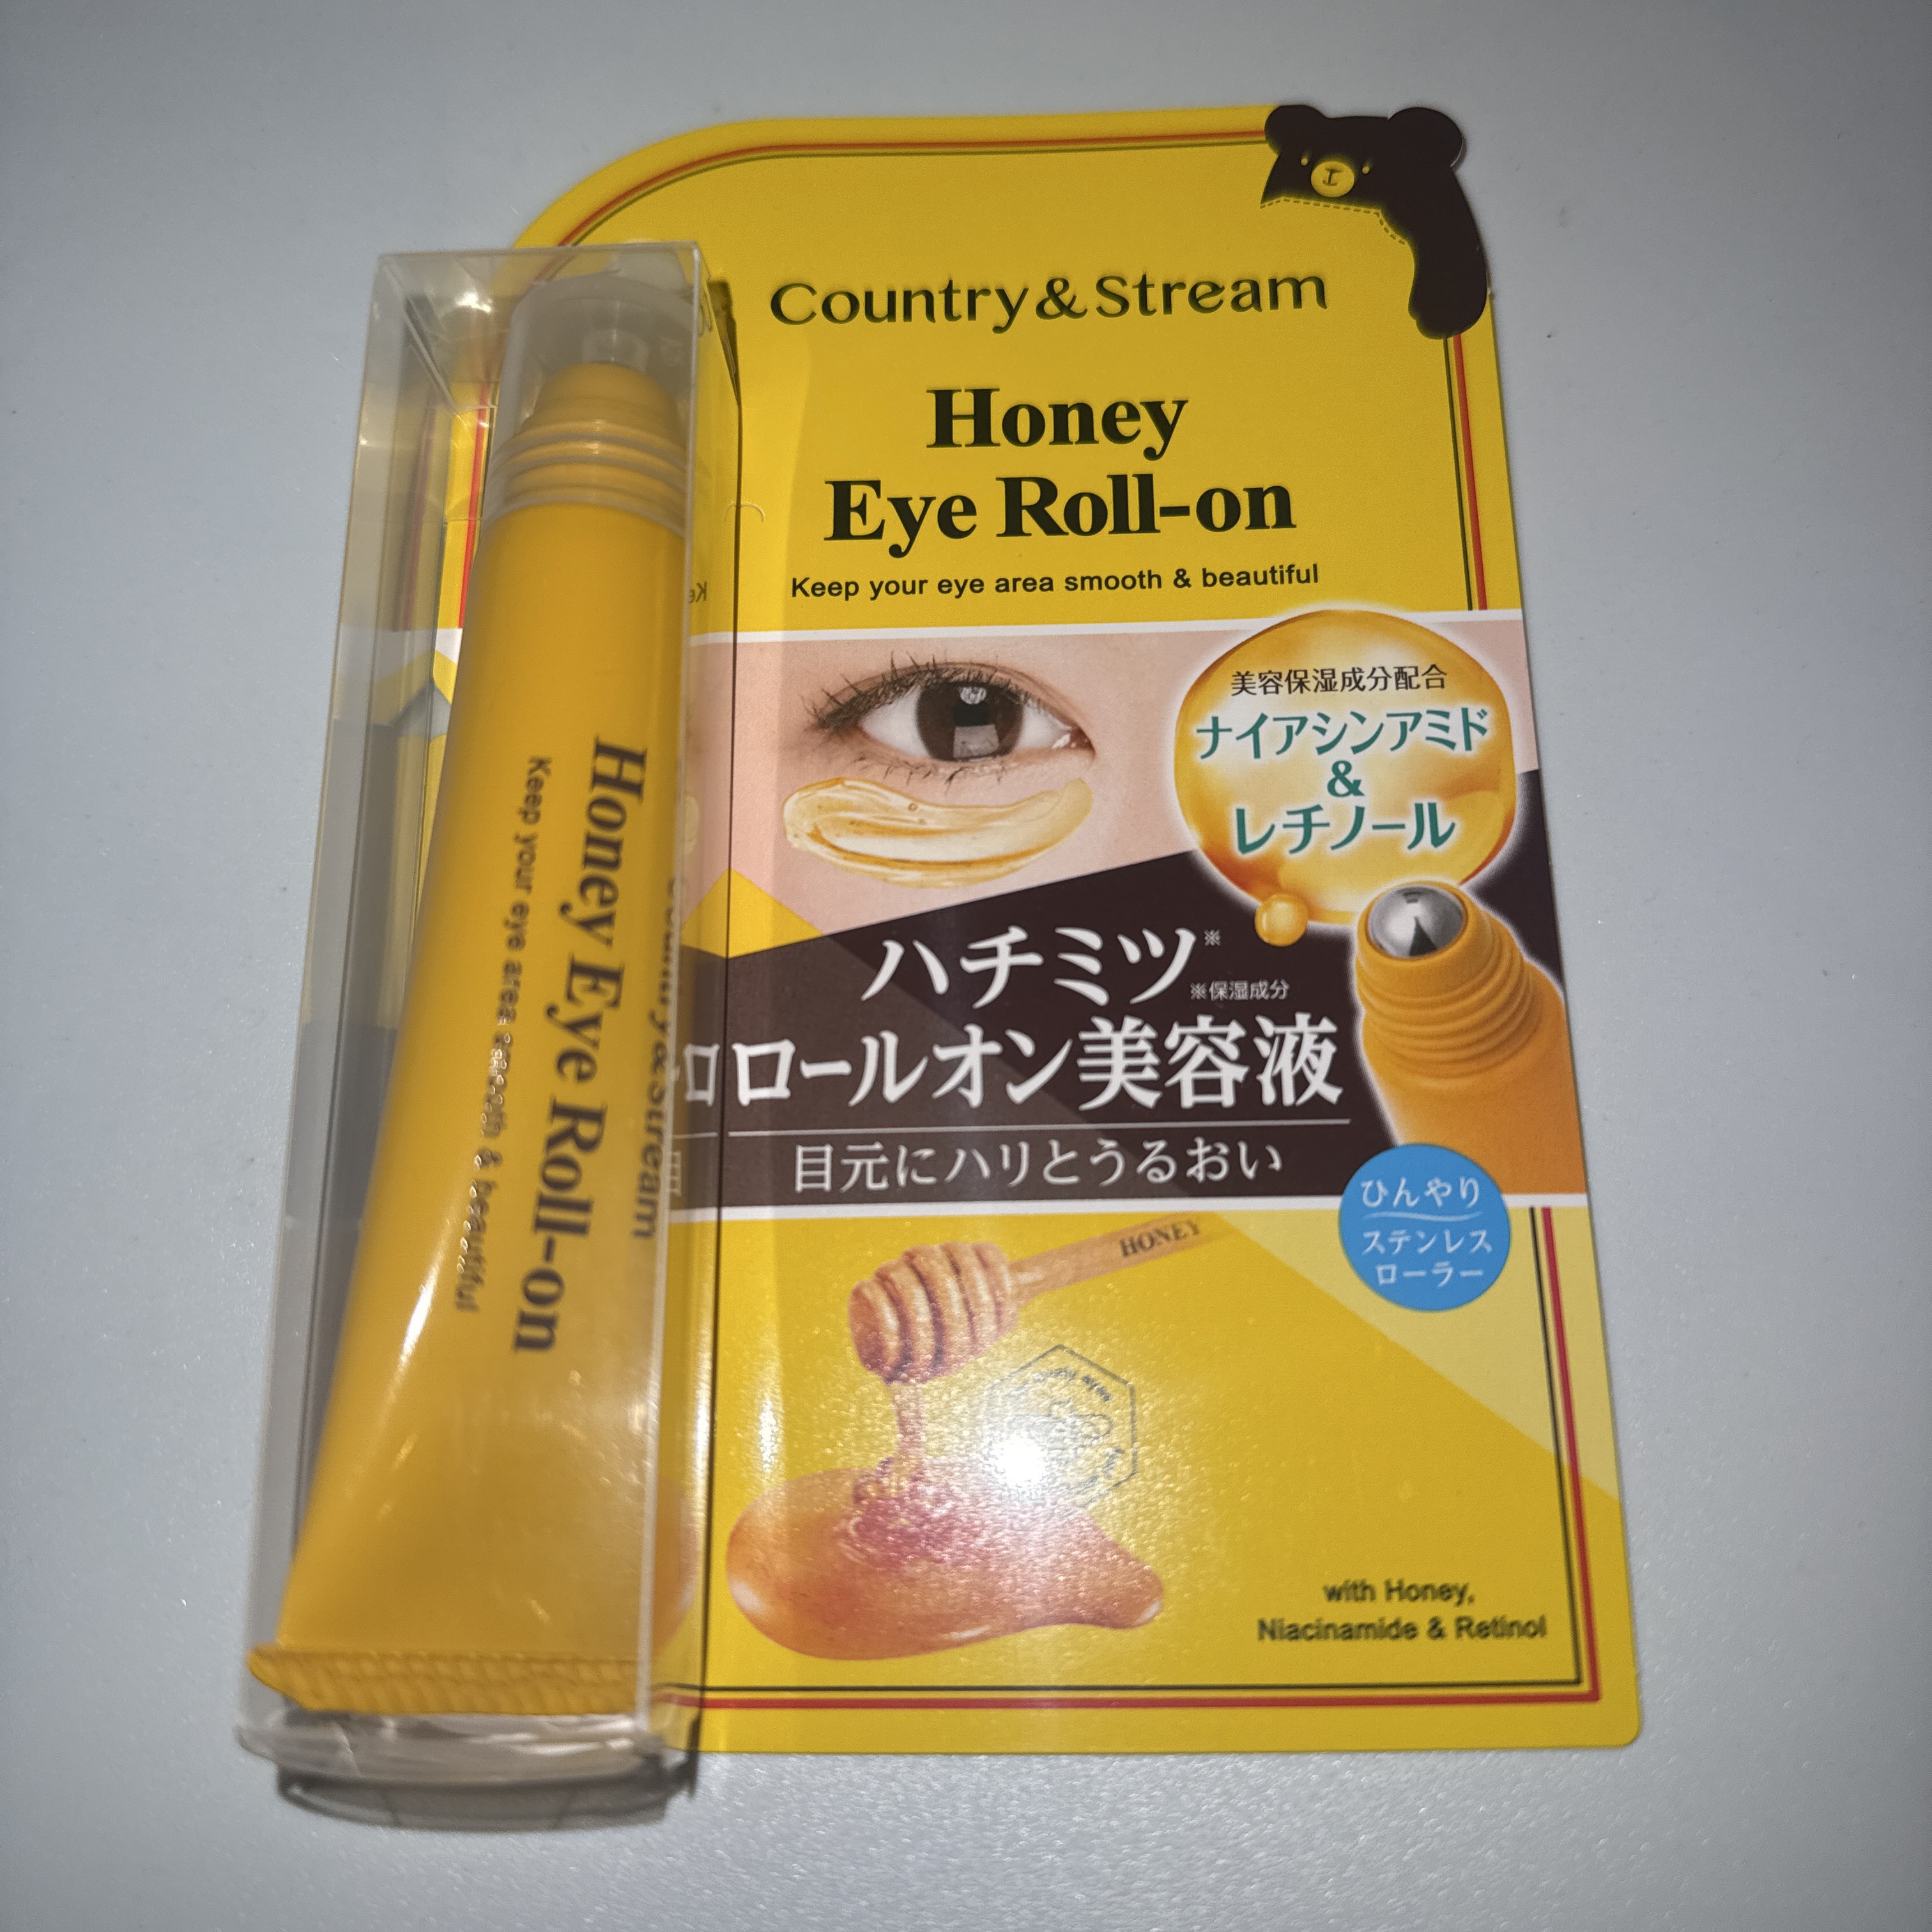 Country&Stream
Honey
Eye Roll-on
Keep your eye area smooth & beautiful
美容保湿成分配合
ナイアシンアミド
&
レチノール
ハチミツ※
※保湿成分
ロールオン美容液
目元にハリとうるおい
ひんやり
ステンレス
ローラー
HONEY
with Honey,
Niacinamide & Retinol
Country&Stream
Honey Eye Roll-on
Keep your eye area smooth & beautiful